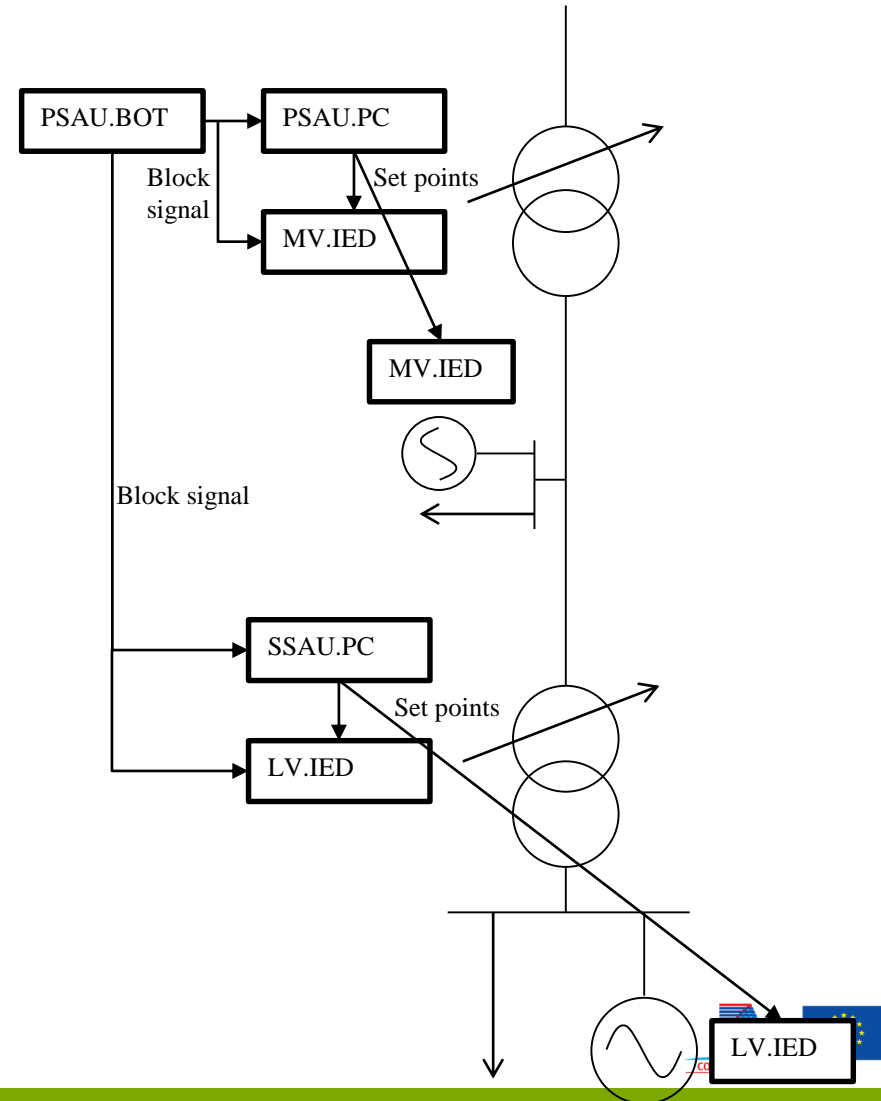 PSAU.BOT
PSAU.PC
Block
signal
Set points
MV.IED
MV.IED
Block signal
SSAU.PC
Set points
LV.IED
LV.IED